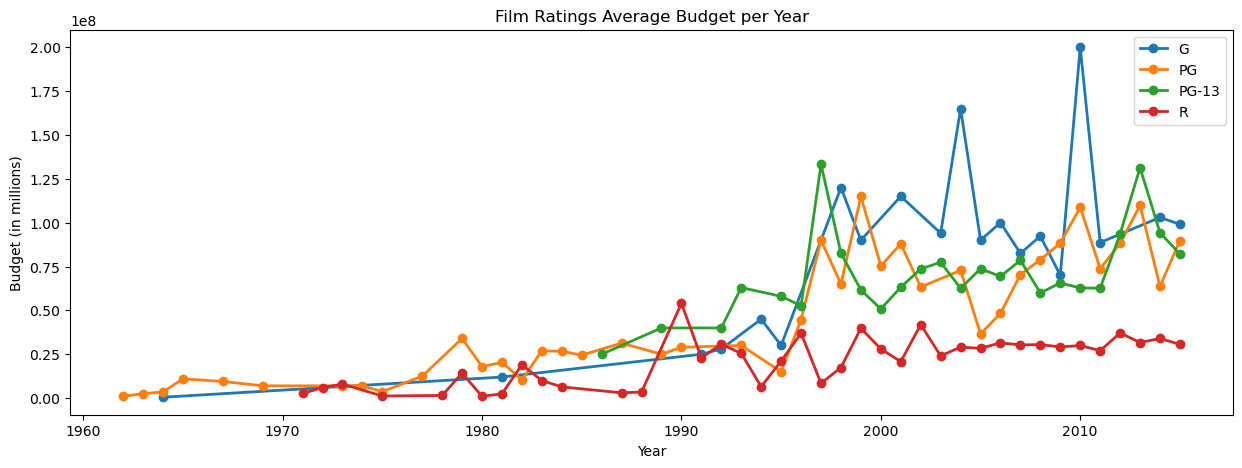 Film Ratings Average Budget per Year
1e8
2.00
1.75
1.50
1.25
1.00
0.75
0.50
0.25
0.00
Budget (in millions)
G
PG
PG-13
R
1960
1970
1980
1990
2000
2010
Year